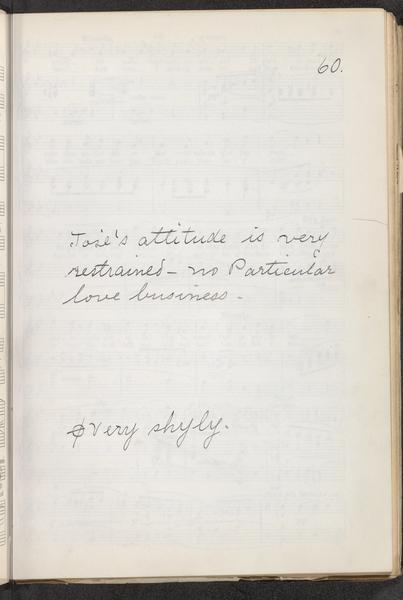 60.
José's attitude is very
restrained - no Particular
love business -
φ Very shyly.